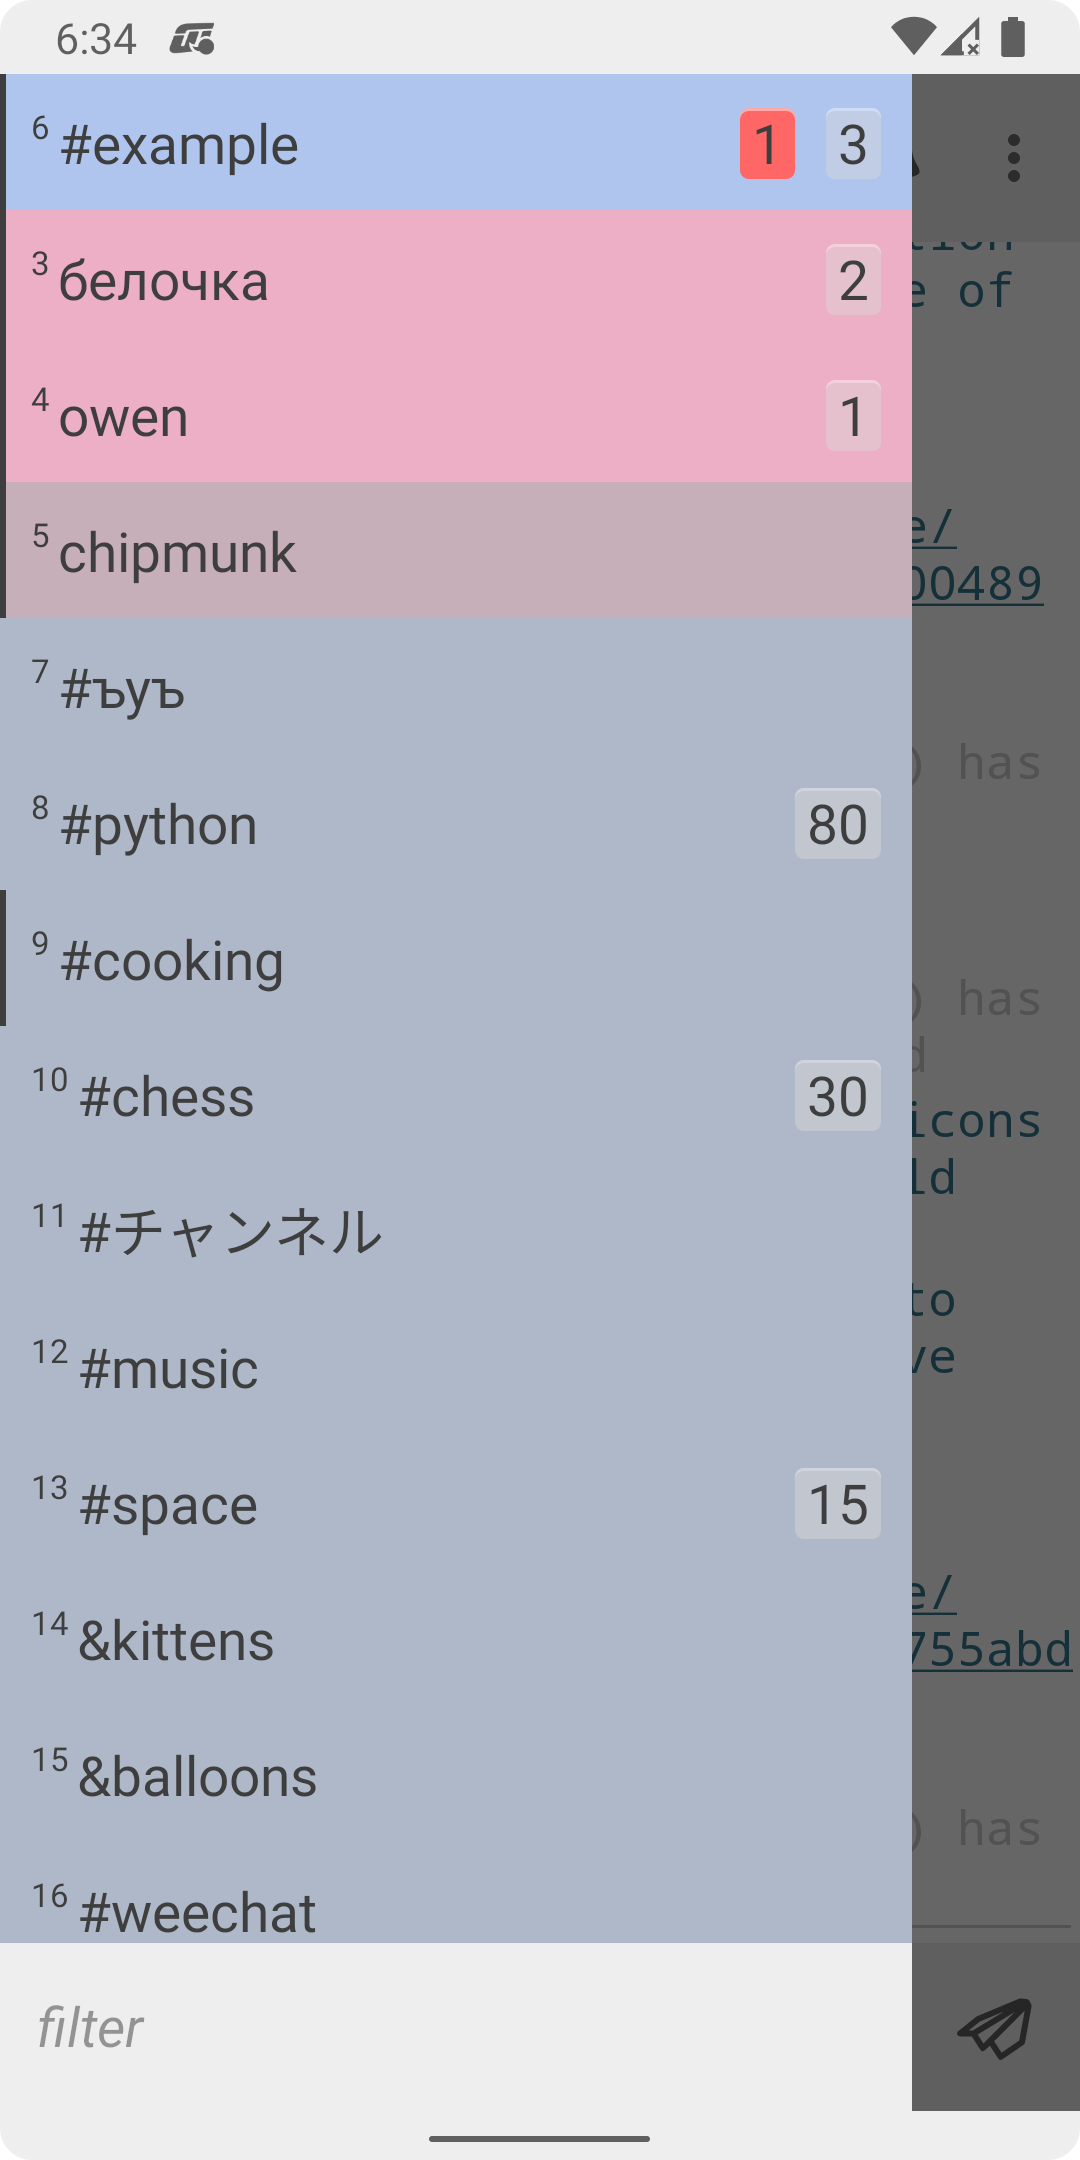 6:34
6 #example 1 3
3 белочка 2
4 owen 1
5 chipmunk
7 #ъуъ
8 #python 80
9 #cooking
10 #chess 30
11 #チャンネル
12 #music
13 #space 15
14 &kittens
15 &balloons
16 #weechat
filter
of
e/
00489
) has
) has
d
icons
ld
to
ve
e/
755abd
) has